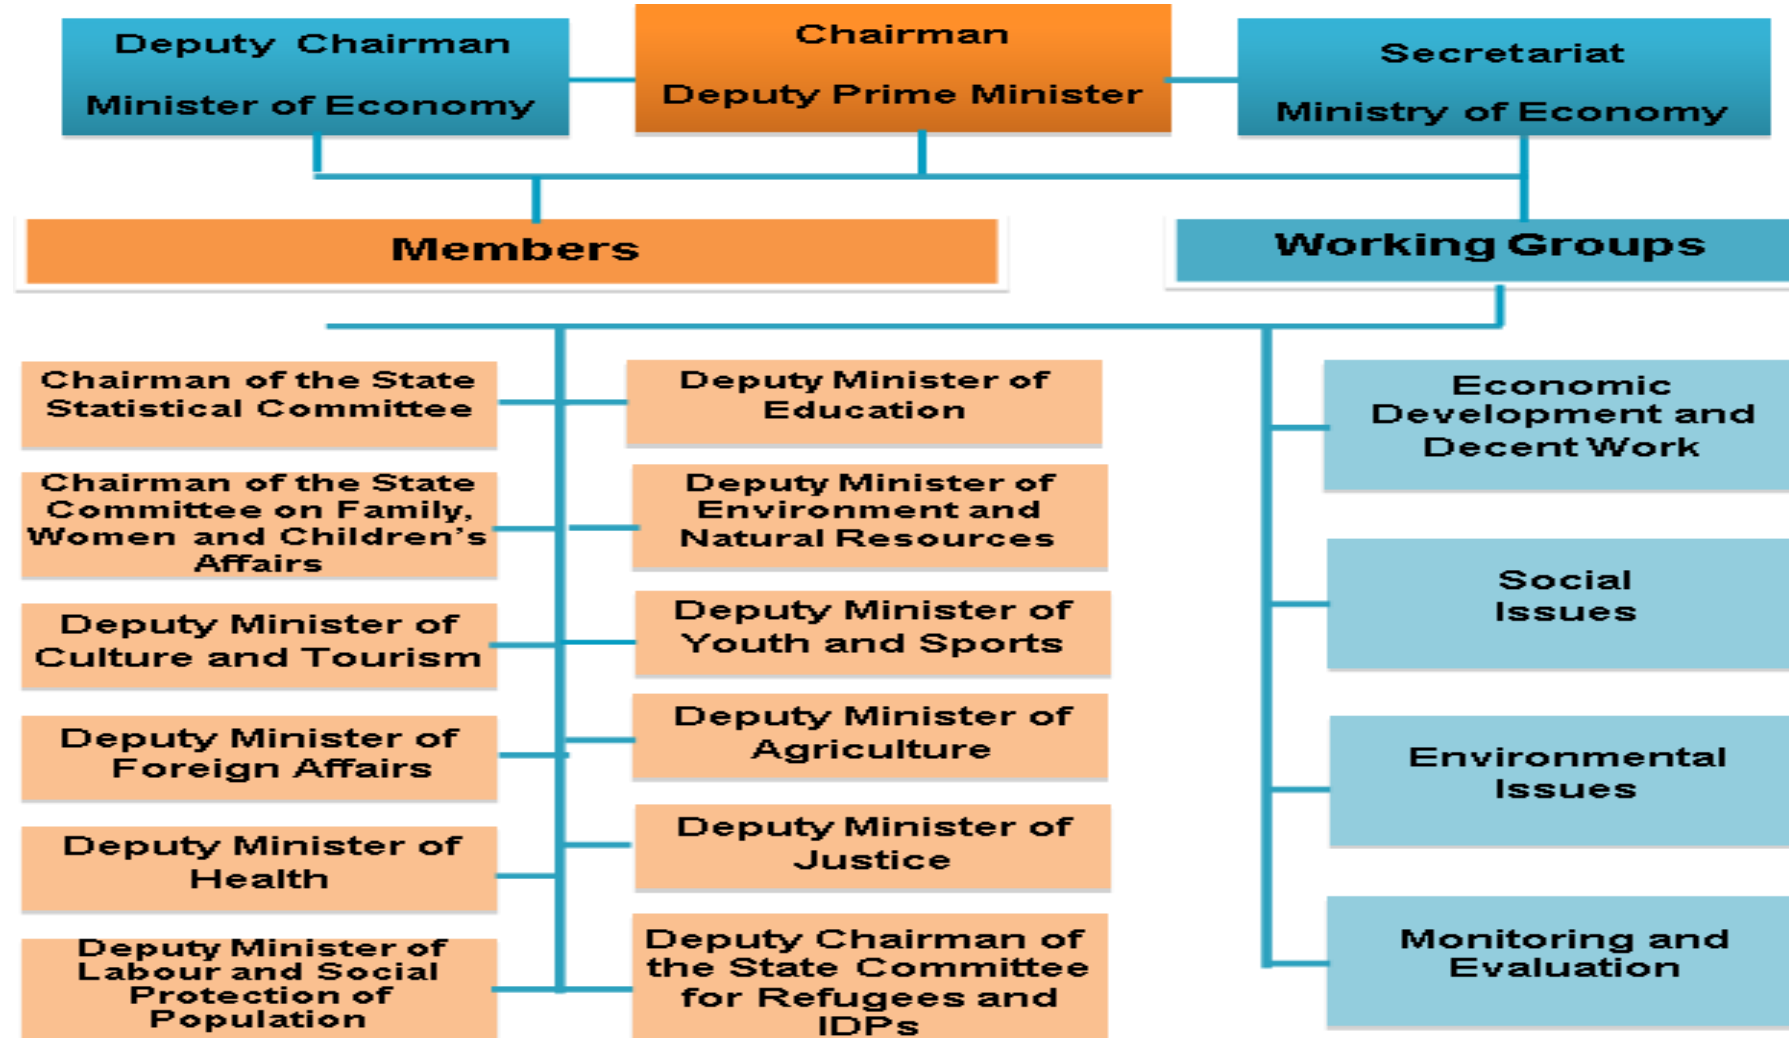 Deputy Chairman
Minister of Economy
Chairman
Deputy Prime Minister
Secretariat
Ministry of Economy
Members
Working Groups
Chairman of the State
Statistical Committee
Chairman of the State
Committee on Family,
Women and Children’s
Affairs
Deputy Minister of
Culture and Tourism
Deputy Minister of
Foreign Affairs
Deputy Minister of
Health
Deputy Minister of
Labour and Social
Protection of
Population
Deputy Minister of
Education
Deputy Minister of
Environment and
Natural Resources
Deputy Minister of
Youth and Sports
Deputy Minister of
Agriculture
Deputy Minister of
Justice
Deputy Chairman of
the State Committee
for Refugees and
IDPs
Economic
Development and
Decent Work
Social
Issues
Environmental
Issues
Monitoring and
Evaluation